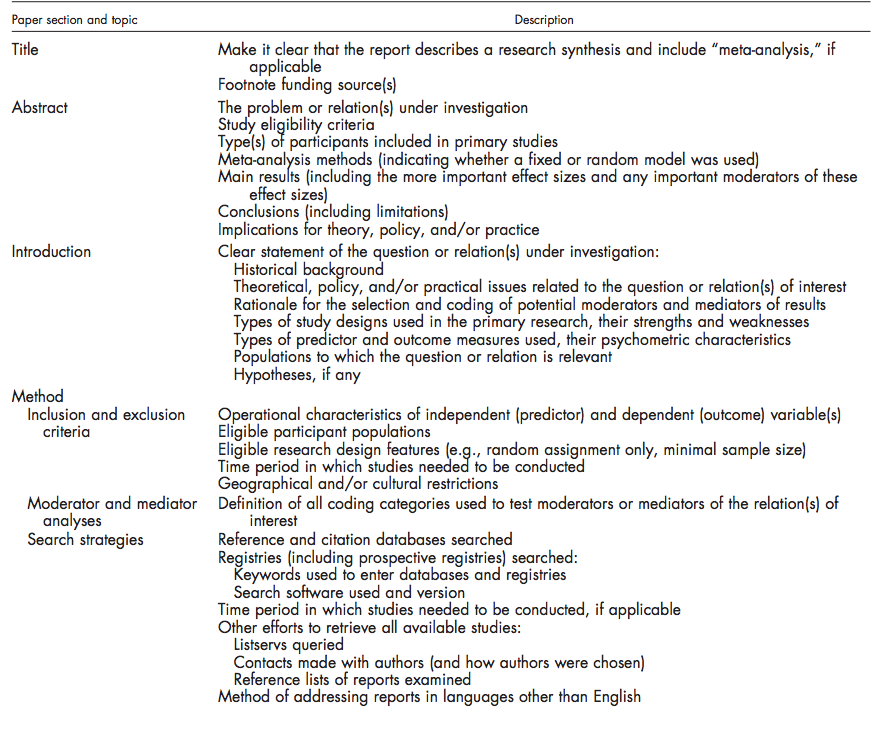 Paper section and topic Description
Title Make it clear that the report describes a research synthesis and include “meta-analysis,” if
applicable
Footnote funding source(s)
Abstract The problem or relation(s) under investigation
Study eligibility criteria
Type(s) of participants included in primary studies
Meta-analysis methods (indicating whether a fixed or random model was used)
Main results (including the more important effect sizes and any important moderators of these
effect sizes)
Conclusions (including limitations)
Implications for theory, policy, and/or practice
Introduction Clear statement of the question or relation(s) under investigation:
Historical background
Theoretical, policy, and/or practical issues related to the question or relation(s) of interest
Rationale for the selection and coding of potential moderators and mediators of results
Types of study designs used in the primary research, their strengths and weaknesses
Types of predictor and outcome measures used, their psychometric characteristics
Populations to which the question or relation is relevant
Hypotheses, if any
Method
Inclusion and exclusion Operational characteristics of independent (predictor) and dependent (outcome) variable(s)
criteria Eligible participant populations
Eligible research design features (e.g., random assignment only, minimal sample size)
Time period in which studies needed to be conducted
Geographical and/or cultural restrictions
Moderator and mediator Definition of all coding categories used to test moderators or mediators of the relation(s) of
analyses interest
Search strategies Reference and citation databases searched
Registries (including prospective registries) searched:
Keywords used to enter databases and registries
Search software used and version
Time period in which studies needed to be conducted, if applicable
Other efforts to retrieve all available studies:
Listservs queried
Contacts made with authors (and how authors were chosen)
Reference lists of reports examined
Method of addressing reports in languages other than English